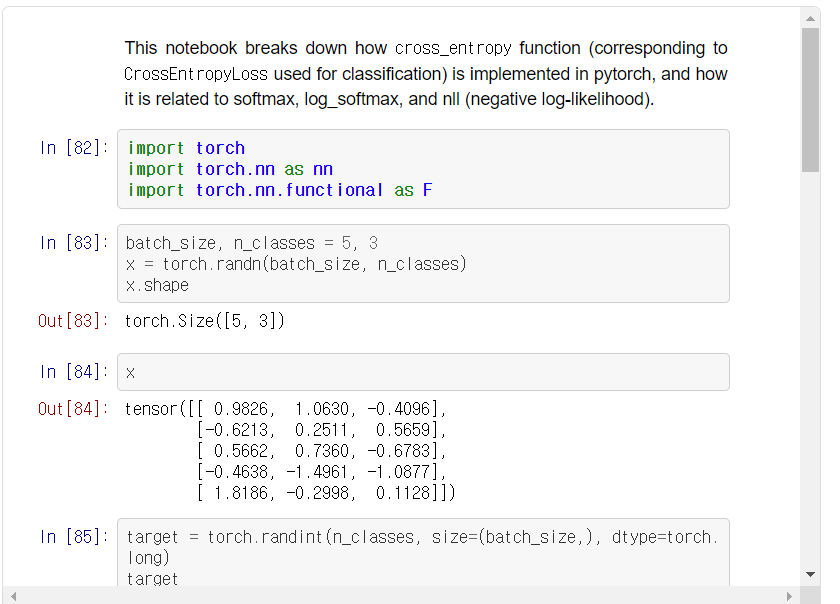 This notebook breaks down how cross_entropy function (corresponding to
CrossEntropyLoss used for classification) is implemented in pytorch, and how
it is related to softmax, log_softmax, and nll (negative log-likelihood).
In [82]: import torch
import torch.nn as nn
import torch.nn.functional as F
In [83]: batch_size, n_classes = 5, 3
x = torch.randn(batch_size, n_classes)
x.shape
Out[83]: torch.Size([5, 3])
In [84]: x
Out[84]: tensor([[ 0.9826,  1.0630, -0.4096],
[-0.6213,  0.2511,  0.5659],
[ 0.5662,  0.7360, -0.6783],
[-0.4638, -1.4961, -1.0877],
[ 1.8186, -0.2998,  0.1128]])
In [85]: target = torch.randint(n_classes, size=(batch_size,), dtype=torch.
long)
target